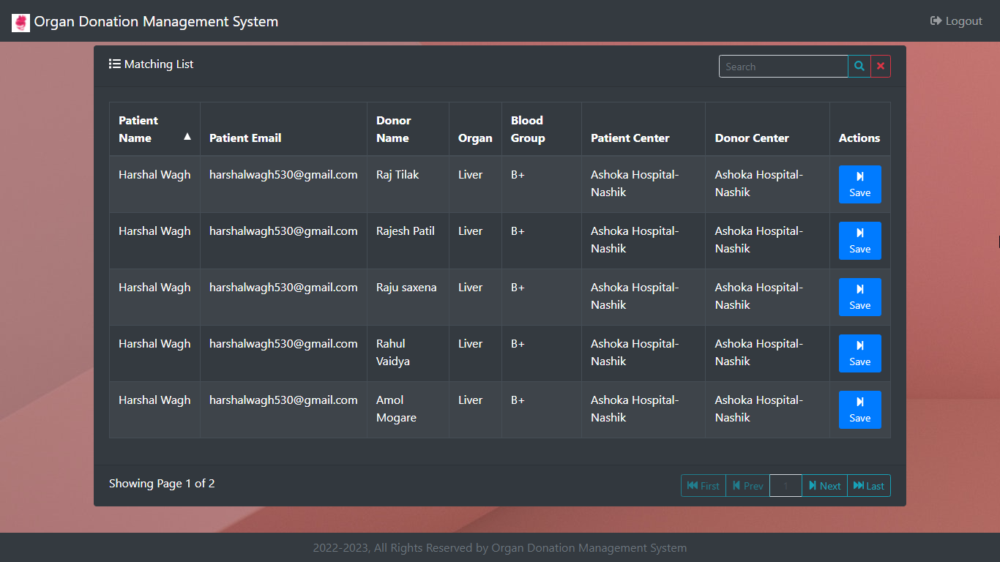 Organ Donation Management System
Logout
Matching List
Search
Patient Name ▲ Patient Email Donor Name Organ Blood Group Patient Center Donor Center Actions
Harshal Wagh harshalwagh530@gmail.com Raj Tilak Liver B+ Ashoka Hospital-Nashik Ashoka Hospital-Nashik Save
Harshal Wagh harshalwagh530@gmail.com Rajesh Patil Liver B+ Ashoka Hospital-Nashik Ashoka Hospital-Nashik Save
Harshal Wagh harshalwagh530@gmail.com Raju saxena Liver B+ Ashoka Hospital-Nashik Ashoka Hospital-Nashik Save
Harshal Wagh harshalwagh530@gmail.com Rahul Vaidya Liver B+ Ashoka Hospital-Nashik Ashoka Hospital-Nashik Save
Harshal Wagh harshalwagh530@gmail.com Amol Mogare Liver B+ Ashoka Hospital-Nashik Ashoka Hospital-Nashik Save
Showing Page 1 of 2
First Prev 1 Next Last
2022-2023, All Rights Reserved by Organ Donation Management System